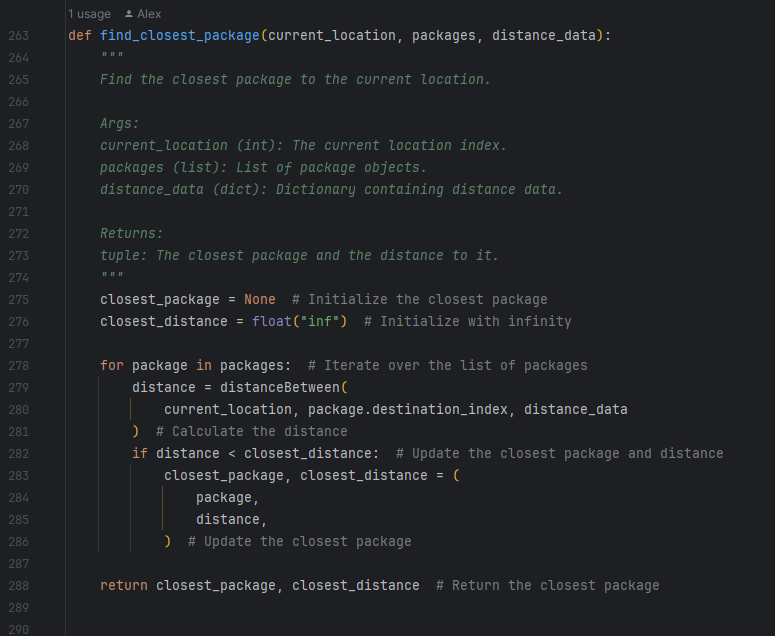 1 usage Alex
263 def find_closest_package(current_location, packages, distance_data):
264     """
265     Find the closest package to the current location.
266
267     Args:
268     current_location (int): The current location index.
269     packages (list): List of package objects.
270     distance_data (dict): Dictionary containing distance data.
271
272     Returns:
273     tuple: The closest package and the distance to it.
274     """
275     closest_package = None  # Initialize the closest package
276     closest_distance = float("inf")  # Initialize with infinity
277
278     for package in packages:  # Iterate over the list of packages
279         distance = distanceBetween(
280             current_location, package.destination_index, distance_data
281         )  # Calculate the distance
282         if distance < closest_distance:  # Update the closest package and distance
283             closest_package, closest_distance = (
284                 package,
285                 distance,
286             )  # Update the closest package
287
288     return closest_package, closest_distance  # Return the closest package
289
290